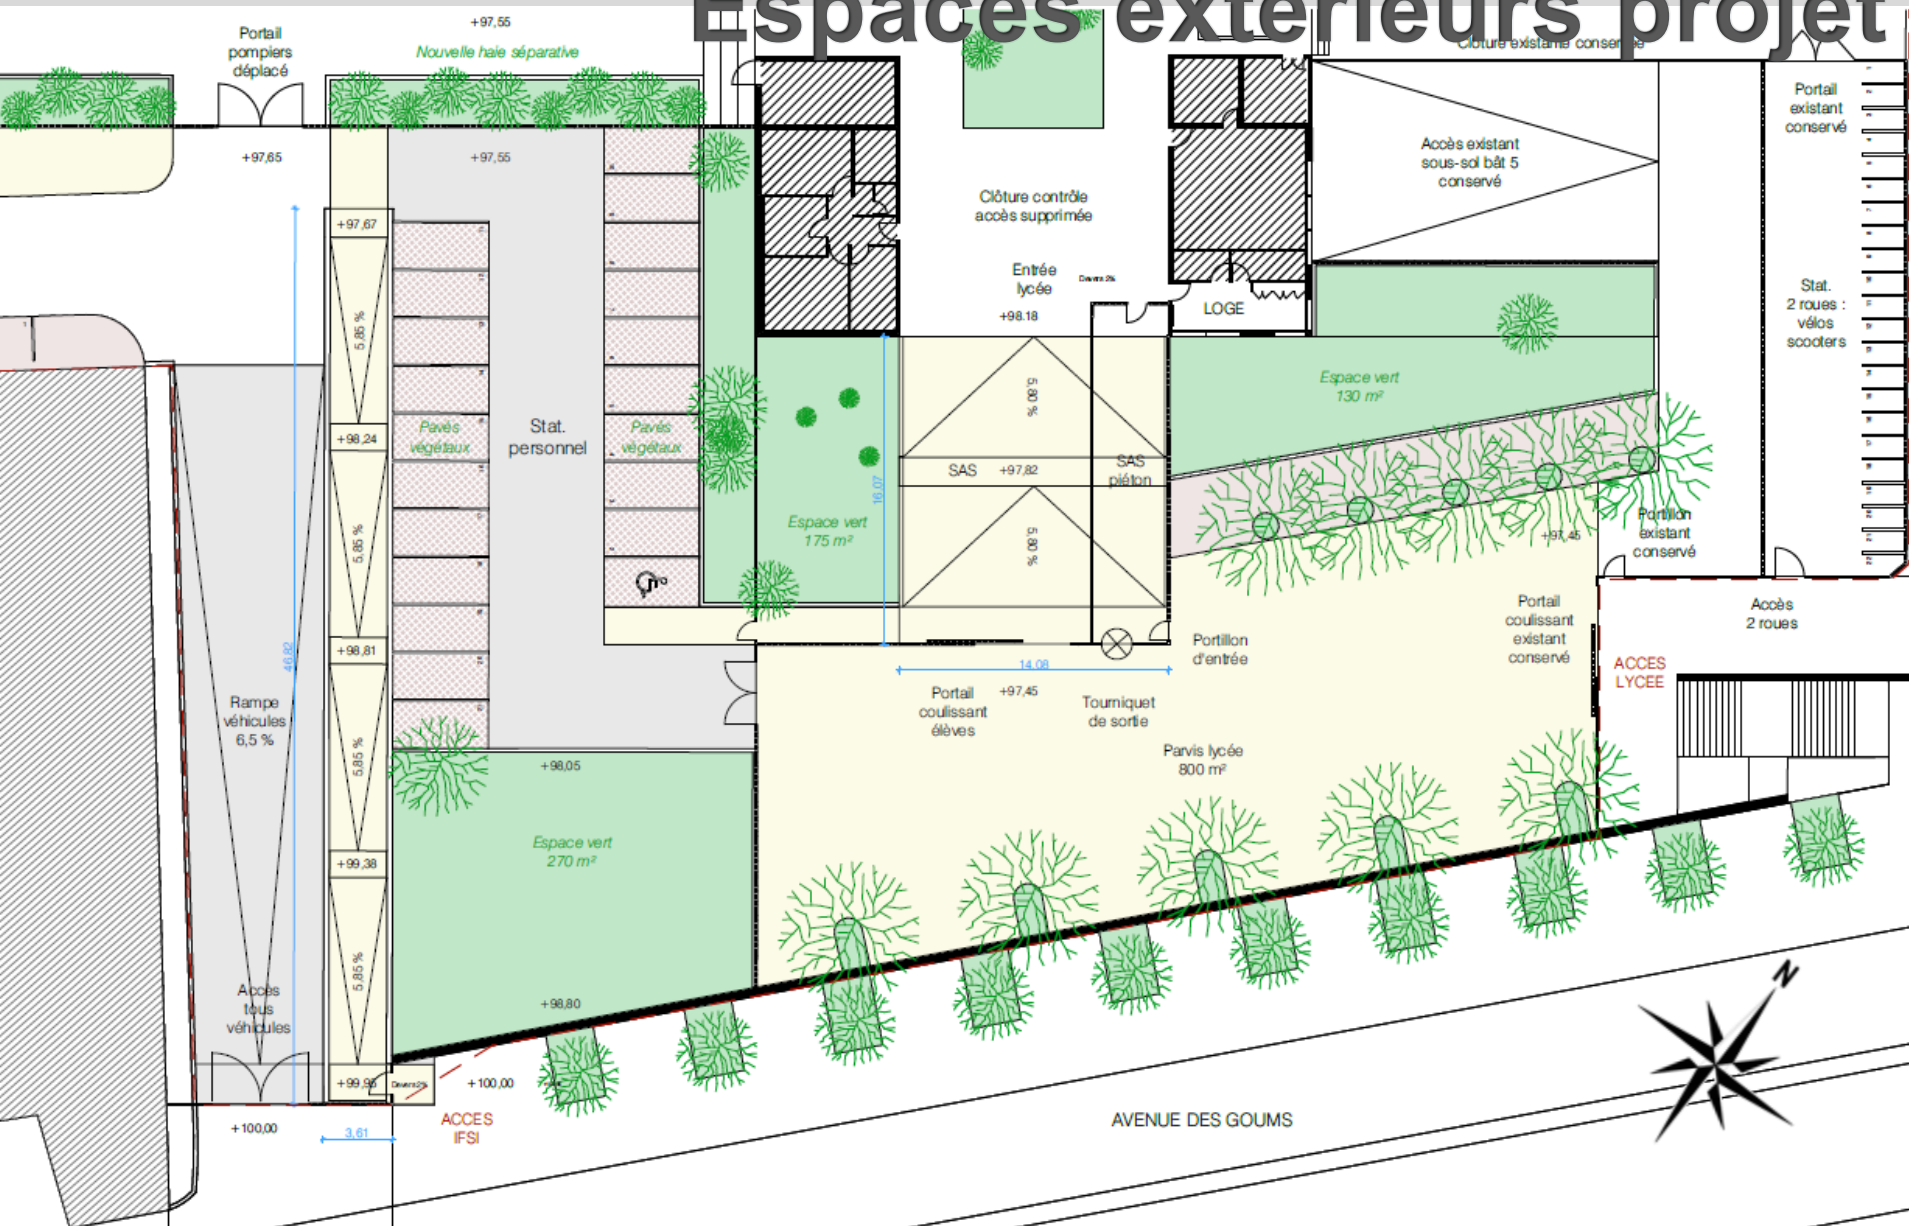 Espaces extérieurs projet
+97,55
Nouvelle haie séparative
Portail
pompiers
déplacé
Clôture existante conservée
Portail
existant
conservé
+97,65
+97,55
Accès existant
sous-sol bât 5
conservé
Clôture contrôle
accès supprimée
+97,67
Entrée
lycée
Devers 2%
+98.18
LOGE
Stat.
2 roues :
vélos
scooters
5,85 %
5,80 %
Espace vert
130 m²
+98,24
Pavés
végétaux
Stat.
personnel
Pavés
végétaux
SAS
+97,82
SAS
piéton
16,07
Espace vert
175 m²
5,85 %
5,80 %
+97,45
Portillon
existant
conservé
Portail
coulissant
existant
conservé
Accès
2 roues
46,82
+98,81
Portillon
d'entrée
14,08
ACCES
LYCEE
Portail
coulissant
élèves
+97,45
Tourniquet
de sortie
Rampe
véhicules
6,5 %
5,85 %
Parvis lycée
800 m²
+98,05
Espace vert
270 m²
+99,38
5,85 %
Accès
tous
véhicules
+98,80
N
+99,95
Devers 2%
+100,00
ACCES
IFSI
+100,00
3,61
AVENUE DES GOUMS